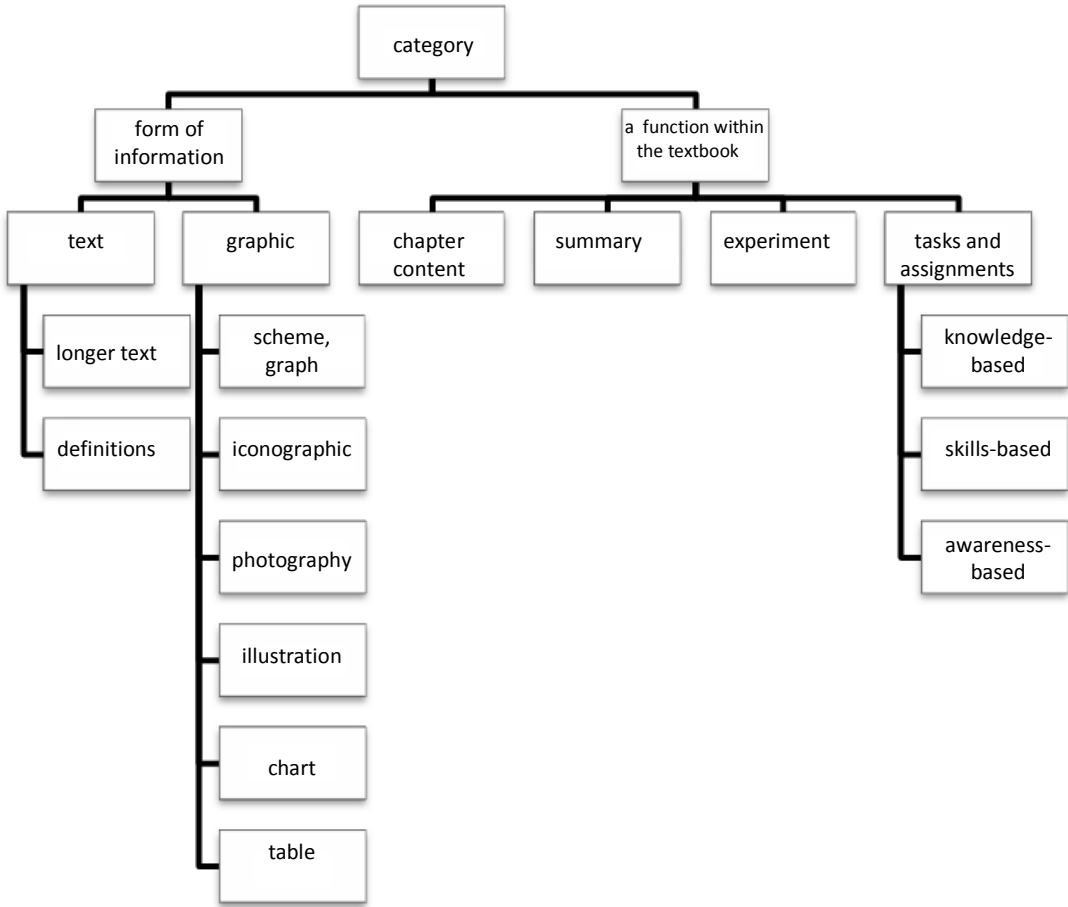 category
form of
information
a function within
the textbook
text
graphic
chapter
content
summary
experiment
tasks and
assignments
longer text
definitions
scheme,
graph
iconographic
photography
illustration
chart
table
knowledge-
based
skills-based
awareness-
based